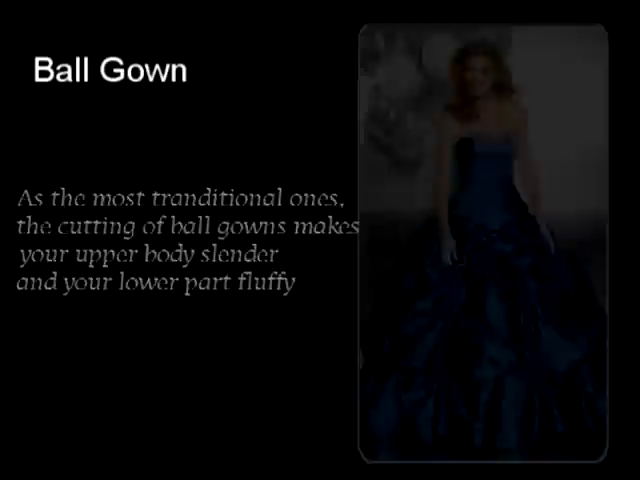 Ball Gown
As the most tranditional ones,
the cutting of ball gowns makes
your upper body slender
and your lower part fluffy